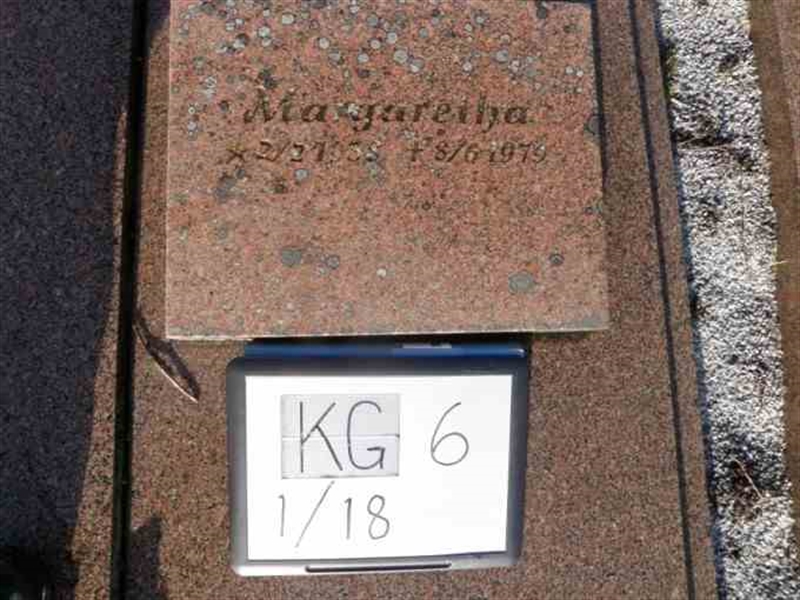 Margaretha
+ 8/6 1979
KG 6
1/18